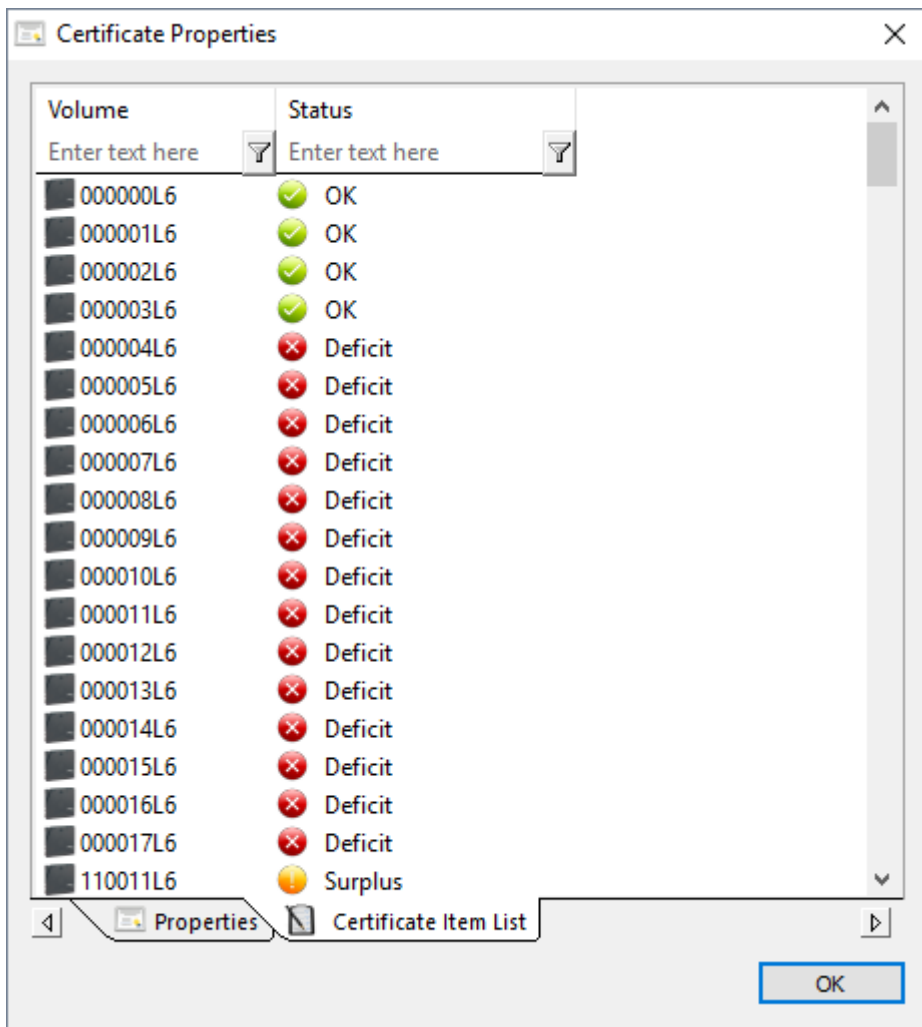 Certificate Properties
Volume Status
Enter text here Enter text here
000000L6 OK
000001L6 OK
000002L6 OK
000003L6 OK
000004L6 Deficit
000005L6 Deficit
000006L6 Deficit
000007L6 Deficit
000008L6 Deficit
000009L6 Deficit
000010L6 Deficit
000011L6 Deficit
000012L6 Deficit
000013L6 Deficit
000014L6 Deficit
000015L6 Deficit
000016L6 Deficit
000017L6 Deficit
110011L6 Surplus
Properties Certificate Item List
OK